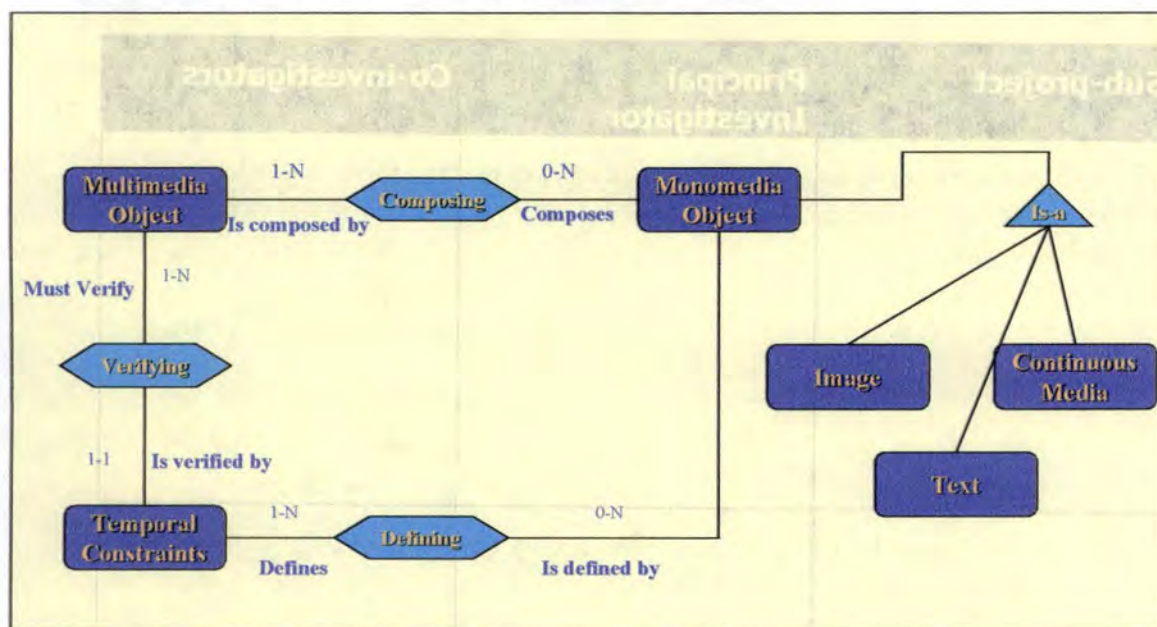 Sub-project
Principal
Investigator
Co-investigators
Multimedia
Object
1-N
Is composed by
Composing
0-N
Composes
Monomedia
Object
Is-a
Must Verify
1-N
Verifying
Image
Continuous
Media
Text
1-1
Is verified by
Temporal
Constraints
1-N
Defines
Defining
0-N
Is defined by